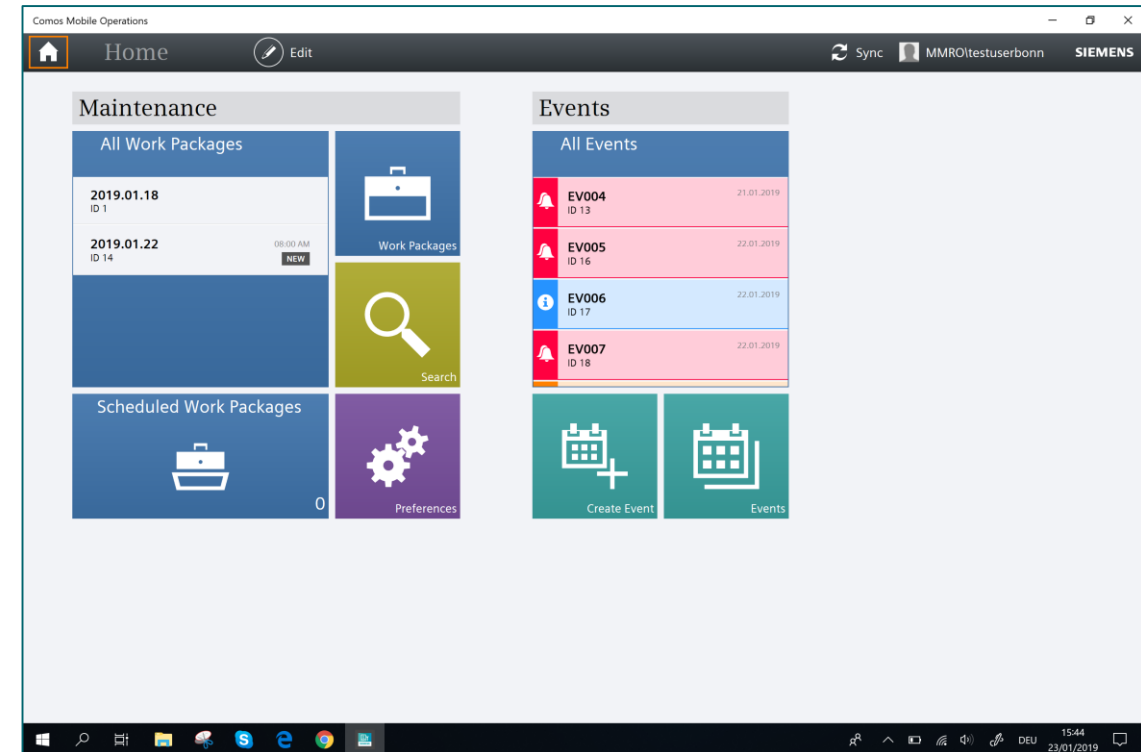 Comos Mobile Operations
Home
Edit
Sync
MMRO\testuserbonn
SIEMENS
Maintenance
All Work Packages
2019.01.18
ID 1
2019.01.22
08:00 AM
ID 14
NEW
Work Packages
Search
Scheduled Work Packages
0
Preferences
Events
All Events
EV004
21.01.2019
ID 13
EV005
22.01.2019
ID 16
EV006
22.01.2019
ID 17
EV007
22.01.2019
ID 18
Create Event
Events
DEU
15:44
23/01/2019